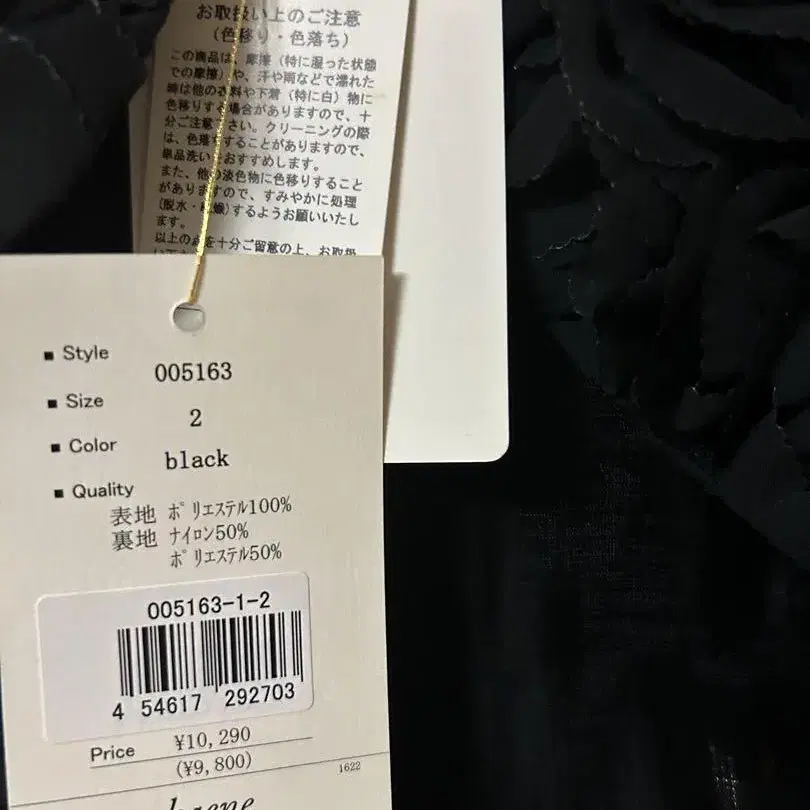 お取扱い上のご注意
(色移り・色落ち)
この商品は、摩擦(特に湿った状態
での摩擦)や、汗や雨などで濡れた
時は他の衣料や下着(特に白)物に
色移りする場合がありますので、十
分ご注意下さい。クリーニングの際
は、色落ちすることがありますので、
単品洗いをおすすめします。
また、他の淡色物に色移りすること
がありますので、すみやかに処理
(脱水・乾燥)するようお願いいたし
ます。
以上の点を十分ご留意の上、お取扱
■ Style 005163
■ Size 2
■ Color black
■ Quality
表地 ポリエステル100%
裏地 ナイロン50%
ポリエステル50%
005163-1-2
4 54617 292703
Price ¥10,290
(¥9,800)
1622